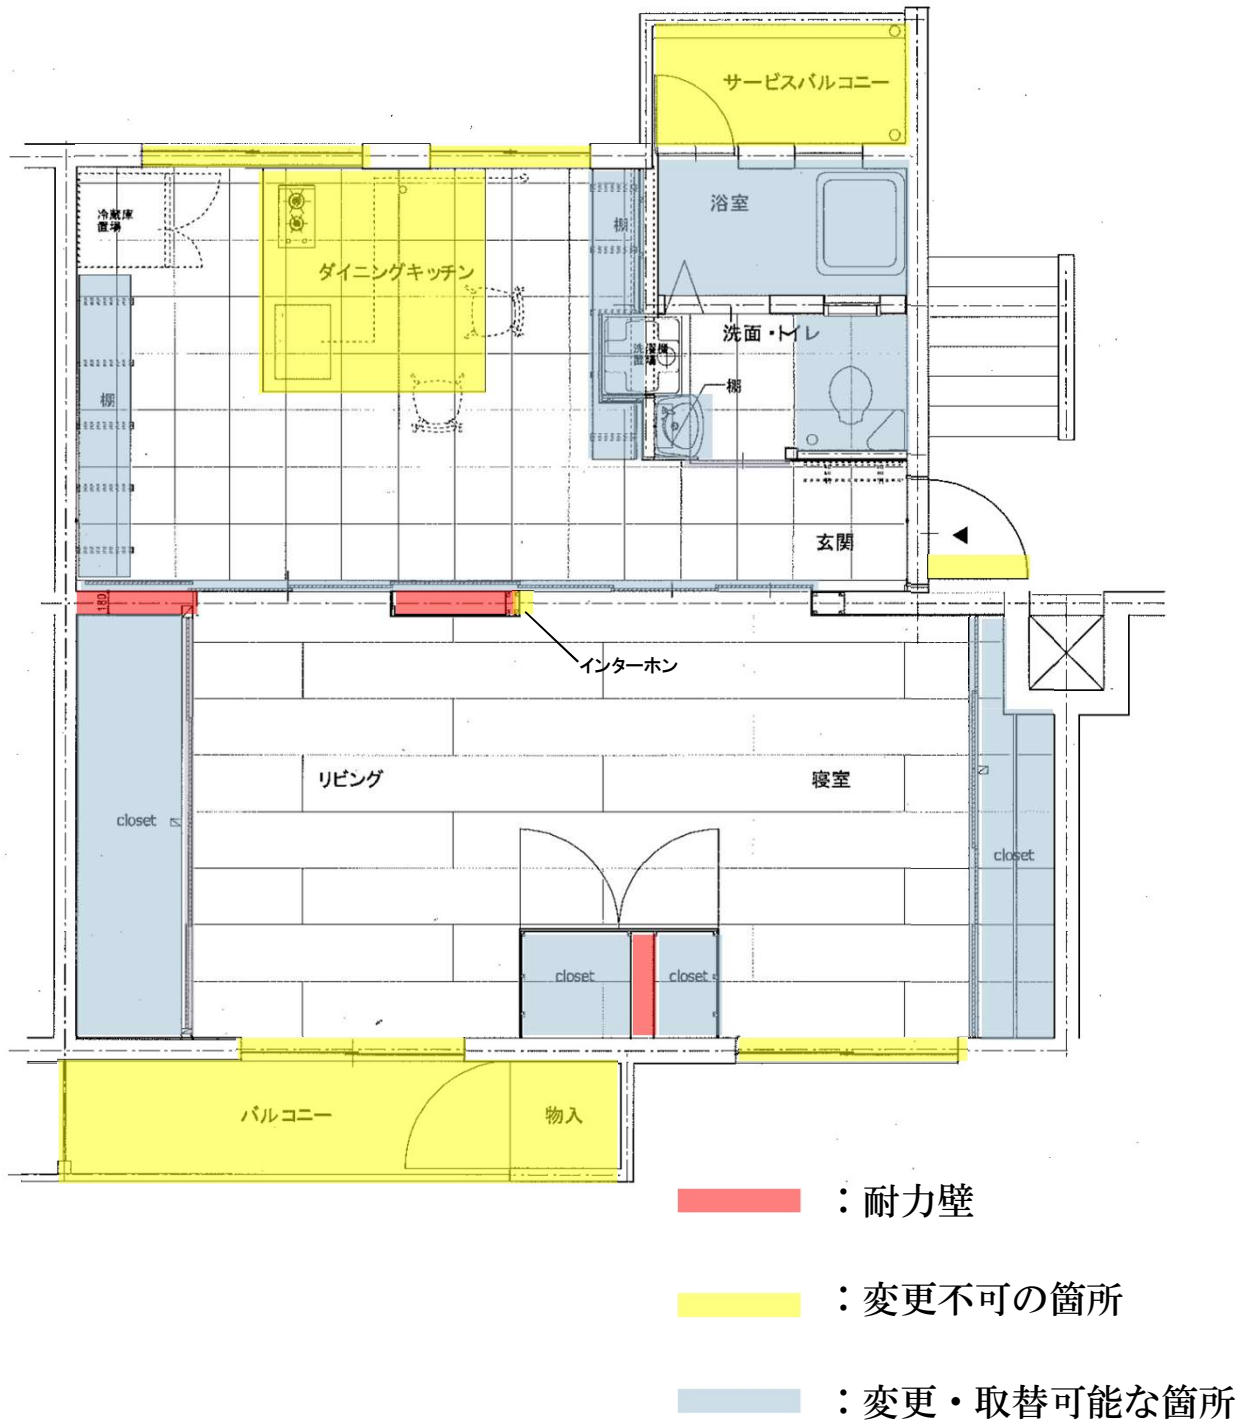 サービスバルコニー
冷蔵庫
置場
棚
浴室
ダイニングキッチン
洗面・トイレ
洗濯機
置場
棚
棚
玄関
180
インターホン
リビング
寝室
closet
closet
closet
closet
バルコニー
物入
：耐力壁
：変更不可の箇所
：変更・取替可能な箇所